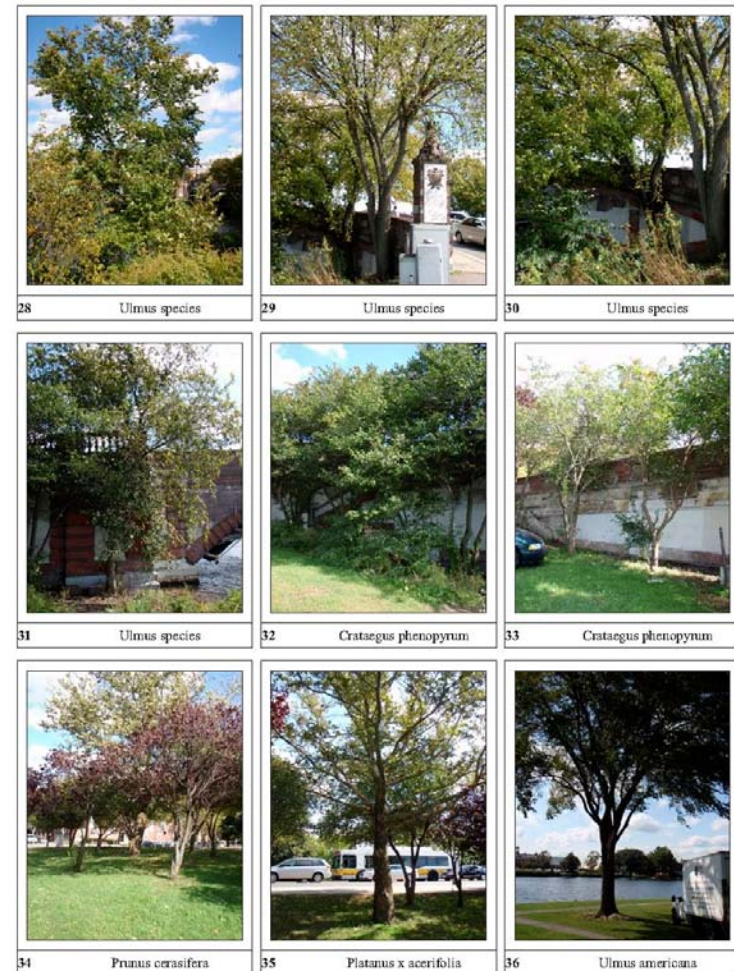 28 Ulmus species
29 Ulmus species
30 Ulmus species
31 Ulmus species
32 Crataegus phenopyrum
33 Crataegus phenopyrum
34 Prunus cerasifera
35 Platanus x acerifolia
36 Ulmus americana